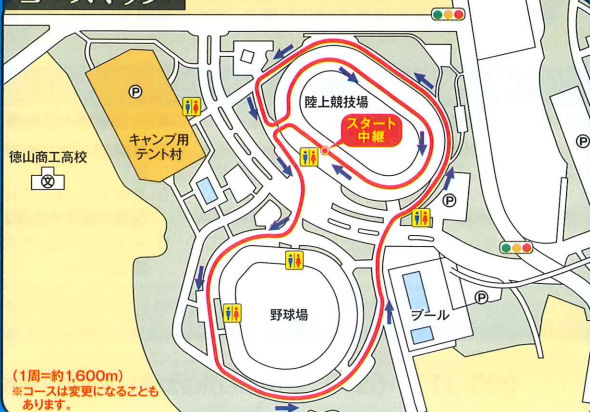 コースマップ
陸上競技場
スタート
中継
キャンプ用
テント村
徳山商工高校
文
野球場
プール
P
P
P
P
(1周=約1,600m)
※コースは変更になることも
あります。